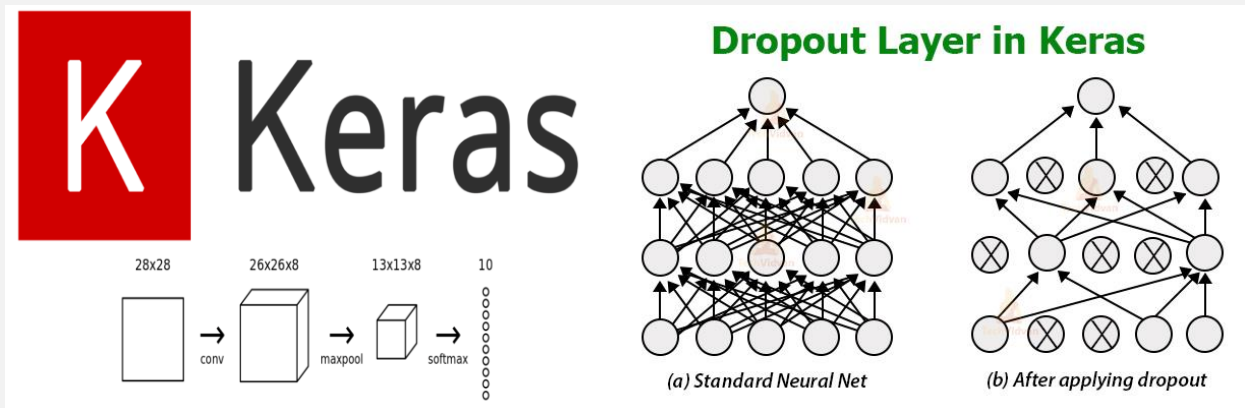 K Keras
28x28 26x26x8 13x13x8 10
conv maxpool softmax
Dropout Layer in Keras
(a) Standard Neural Net
(b) After applying dropout